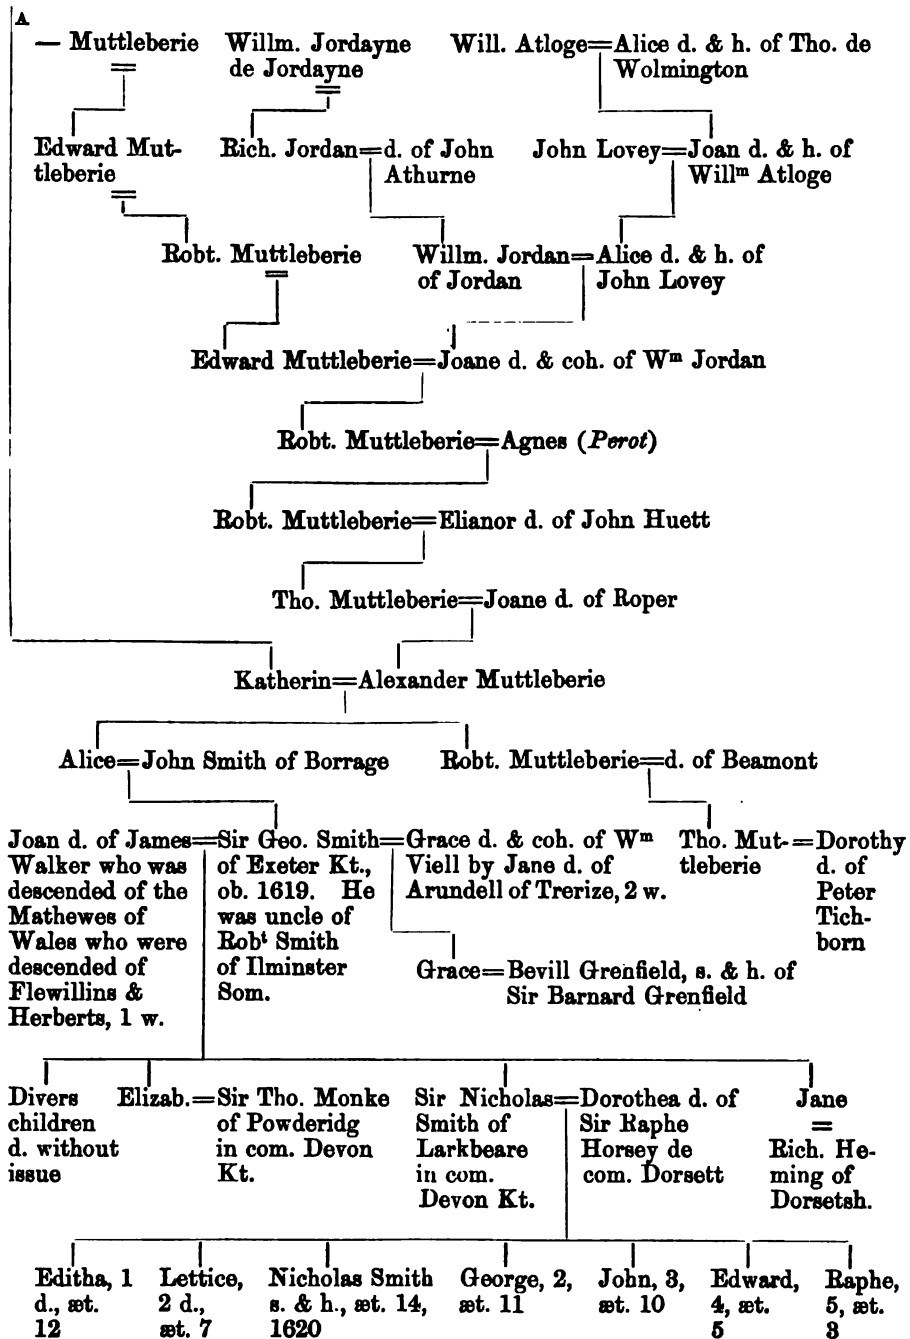 A
— Muttleberie
Willm. Jordayne
de Jordayne
Will. Atloge=Alice d. & h. of Tho. de
Wolmington
Edward Mut-
tleberie
Rich. Jordan=d. of John
Athurne
John Lovey=Joan d. & h. of
Willᵐ Atloge
Robt. Muttleberie
Willm. Jordan=Alice d. & h. of
of Jordan
John Lovey
Edward Muttleberie=Joane d. & coh. of Wᵐ Jordan
Robt. Muttleberie=Agnes (Perot)
Robt. Muttleberie=Elianor d. of John Huett
Tho. Muttleberie=Joane d. of Roper
Katherin=Alexander Muttleberie
Alice=John Smith of Borrage
Robt. Muttleberie=d. of Beamont
Joan d. of James=
Walker who was
descended of the
Mathewes of
Wales who were
descended of
Flewillins &
Herberts, 1 w.
Sir Geo. Smith=
of Exeter Kt.,
ob. 1619. He
was uncle of
Robᵗ Smith
of Ilminster
Som.
Grace d. & coh. of Wᵐ
Viell by Jane d. of
Arundell of Trerize, 2 w.
Tho. Mut-=
tleberie
Dorothy
d. of
Peter
Tich-
born
Grace=Bevill Grenfield, s. & h. of
Sir Barnard Grenfield
Divers
children
d. without
issue
Elizab.=Sir Tho. Monke
of Powderidg
in com. Devon
Kt.
Sir Nicholas=
Smith of
Larkbeare
in com.
Devon Kt.
Dorothea d. of
Sir Raphe
Horsey de
com. Dorsett
Jane
=
Rich. He-
ming of
Dorsetsh.
Editha, 1
d., æt.
12
Lettice,
2 d.,
æt. 7
Nicholas Smith
s. & h., æt. 14,
1620
George, 2,
æt. 11
John, 3,
æt. 10
Edward,
4, æt.
5
Raphe,
5, æt.
3